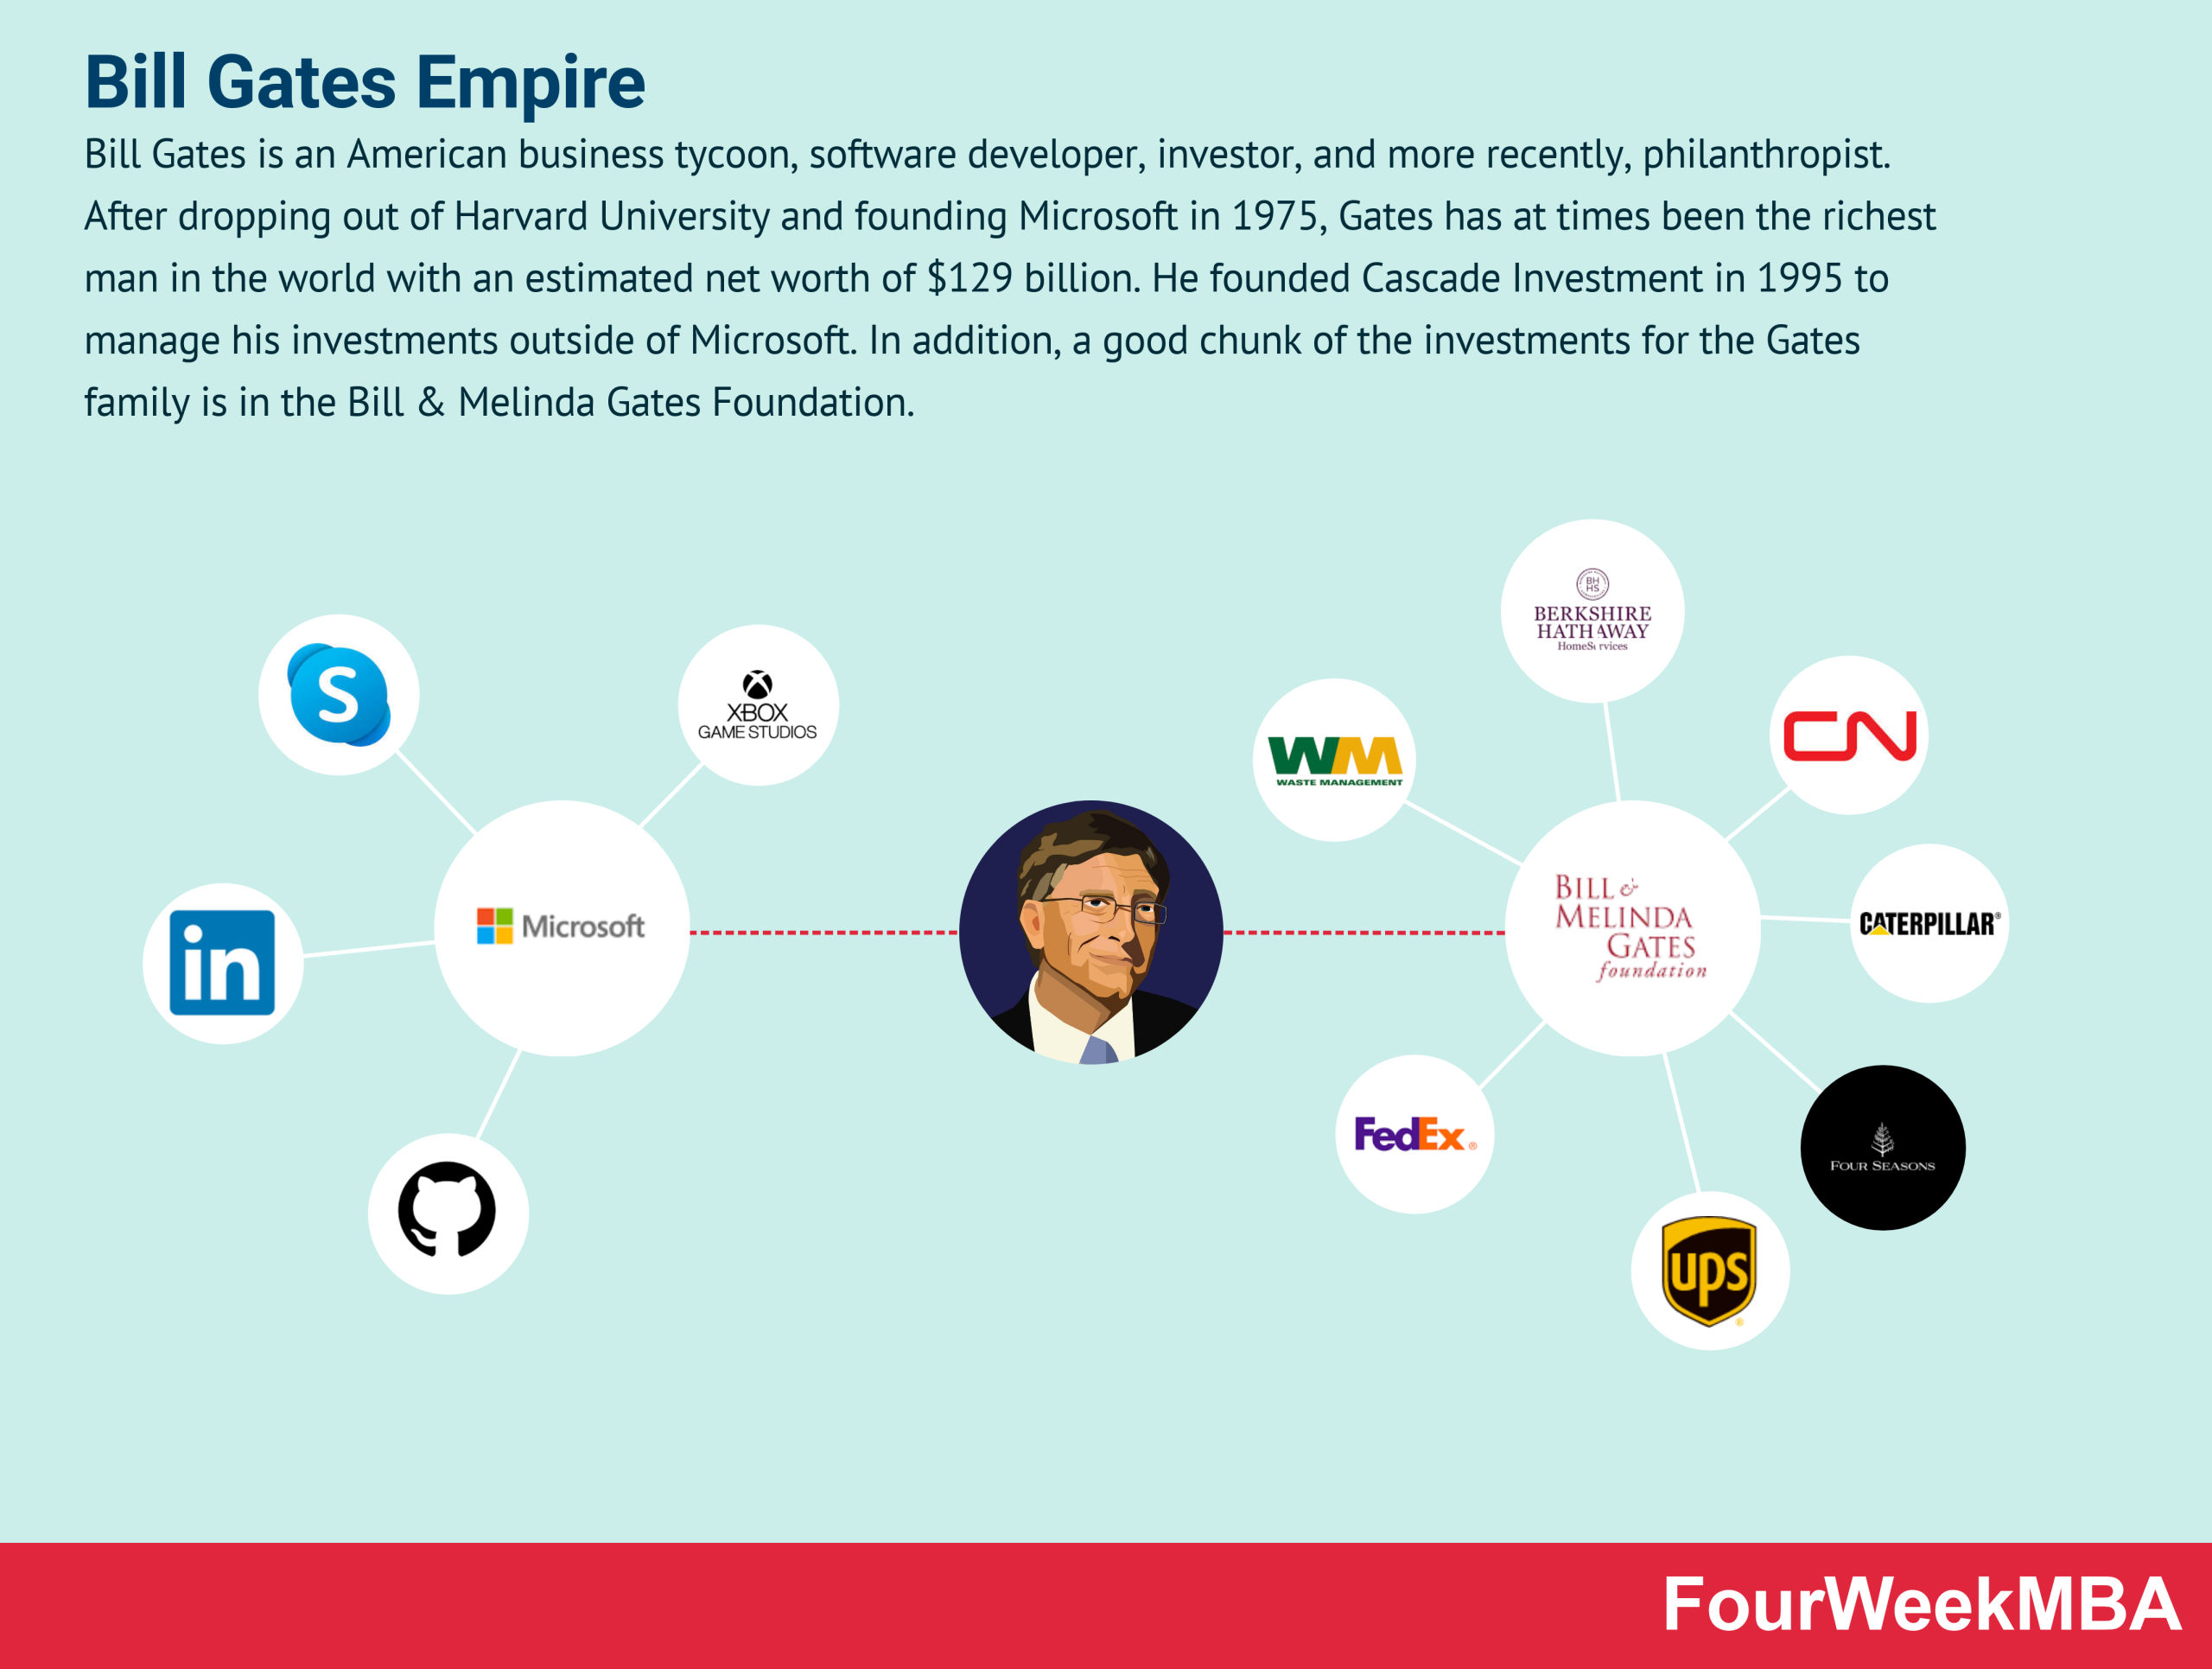 Bill Gates Empire
Bill Gates is an American business tycoon, software developer, investor, and more recently, philanthropist.
After dropping out of Harvard University and founding Microsoft in 1975, Gates has at times been the richest
man in the world with an estimated net worth of $129 billion. He founded Cascade Investment in 1995 to
manage his investments outside of Microsoft. In addition, a good chunk of the investments for the Gates
family is in the Bill & Melinda Gates Foundation.
S
XBOX
GAME STUDIOS
in
Microsoft
BH
HS
BERKSHIRE
HATHAWAY
HomeServices
WM
WASTE MANAGEMENT
CN
BILL &
MELINDA
GATES
foundation
CATERPILLAR®
FedEx®
FOUR SEASONS
ups
®
FourWeekMBA